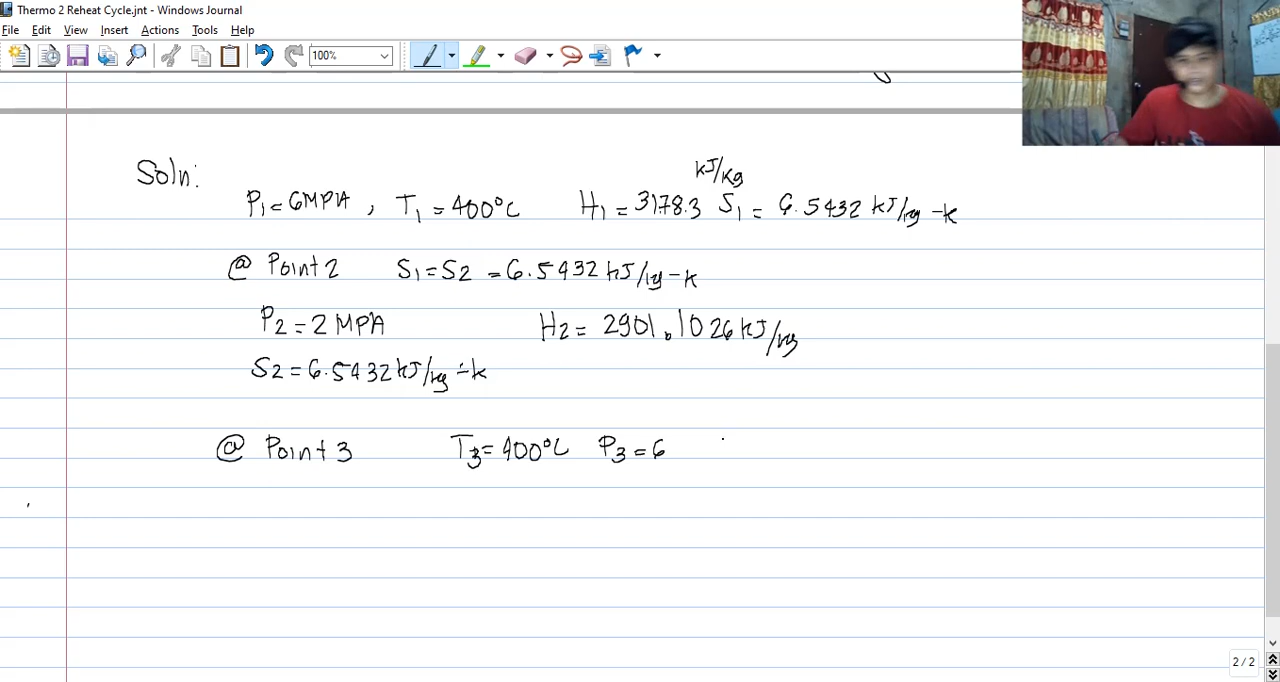 Thermo 2 Reheat Cycle.jnt - Windows Journal
File Edit View Insert Actions Tools Help
100%
Soln:
kJ/kg
P1 = 6MPA , T1 = 400°C H1 = 3178.3 S1 = 6.5432 kJ/kg-k
@ Point 2 S1 = S2 = 6.5432 kJ/kg-k
P2 = 2 MPA H2 = 2901.1026 kJ/kg
S2 = 6.5432 kJ/kg-k
@ Point 3 T3 = 400°C P3 = 6
2 / 2